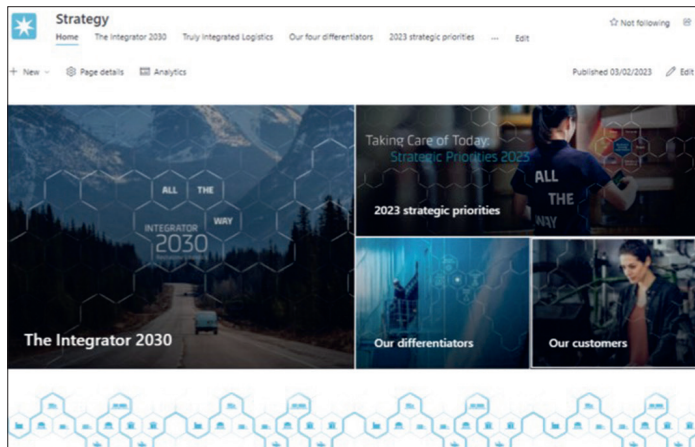 Strategy
Not following
Home The Integrator 2030 Truly Integrated Logistics Our four differentiators 2023 strategic priorities ... Edit
+ New Page details Analytics
Published 03/02/2023 Edit
ALL THE
WAY
INTEGRATOR
2030
The Integrator 2030
Taking Care of Today:
Strategic Priorities 2023
ALL
THE
WAY
2023 strategic priorities
Our differentiators
Our customers